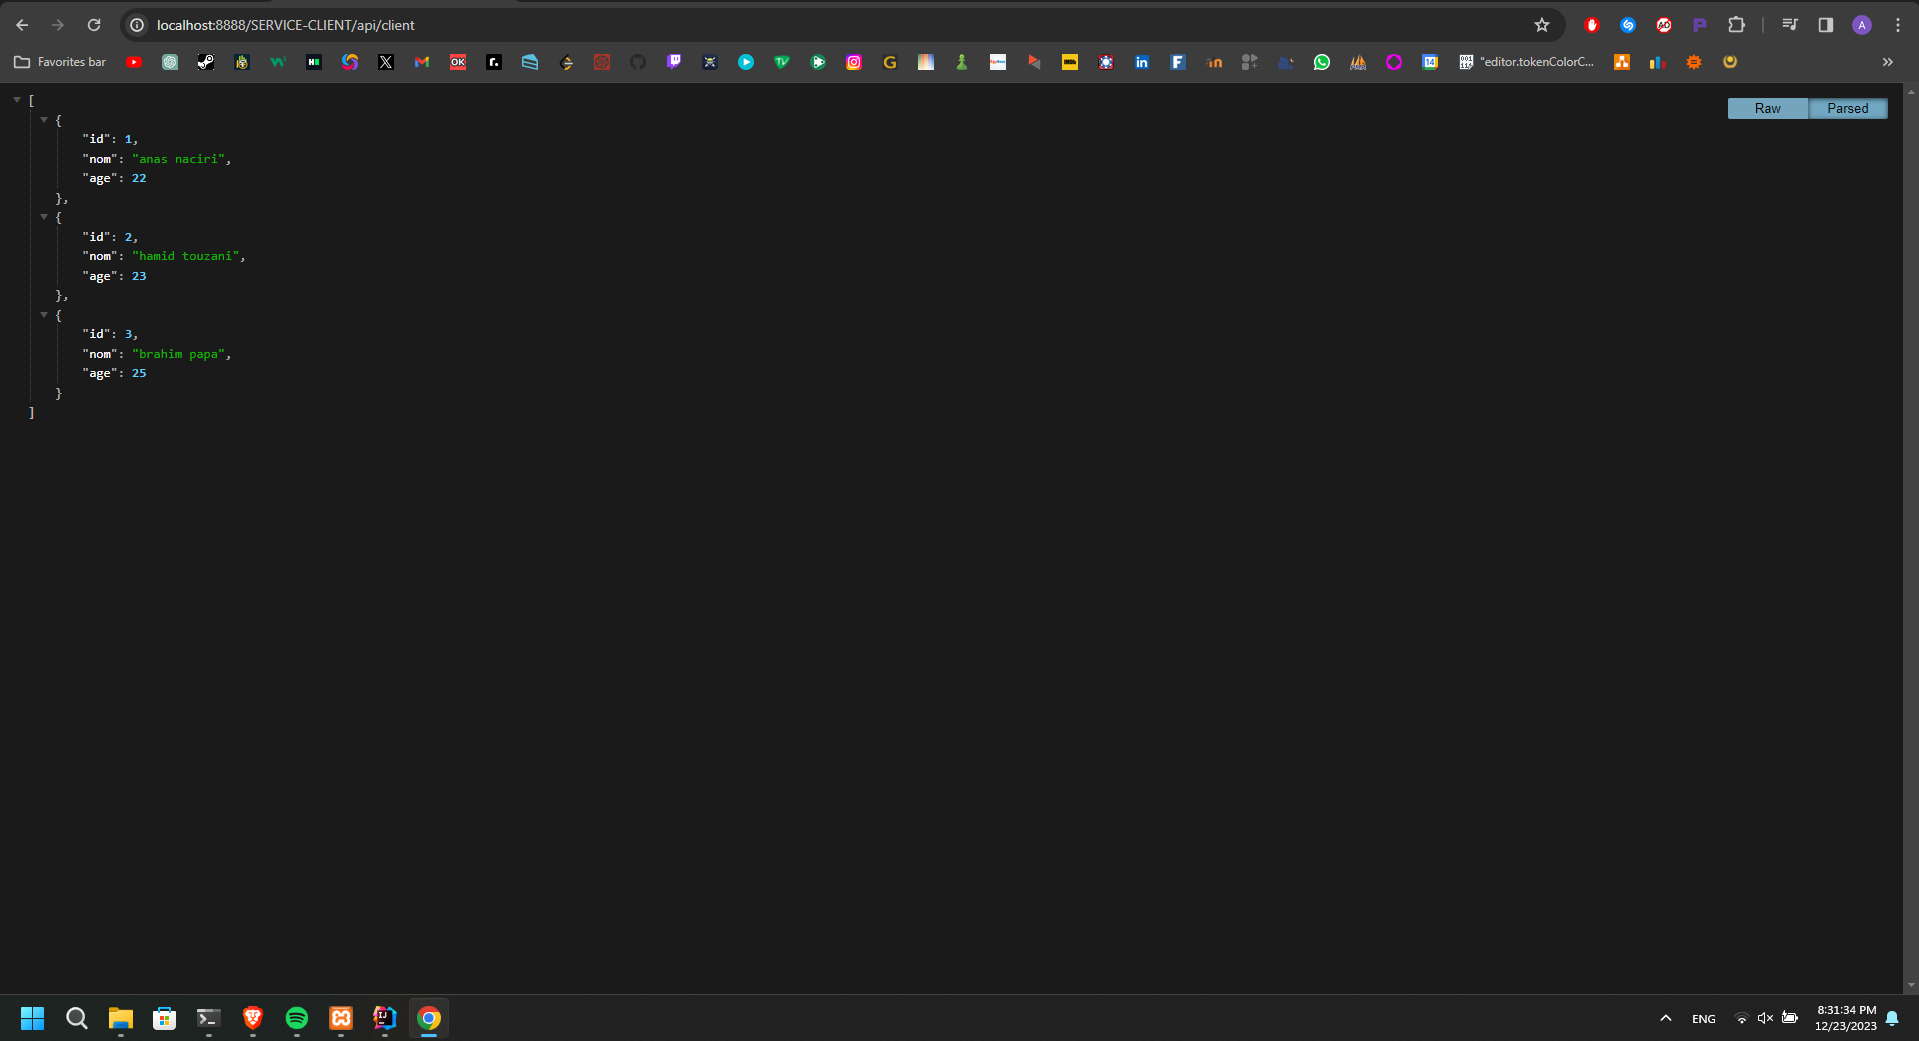 localhost:8888/SERVICE-CLIENT/api/client
A
Favorites bar
"editor.tokenColorC...
Raw
Parsed
[
{
"id": 1,
"nom": "anas naciri",
"age": 22
},
{
"id": 2,
"nom": "hamid touzani",
"age": 23
},
{
"id": 3,
"nom": "brahim papa",
"age": 25
}
]
ENG
8:31:34 PM
12/23/2023